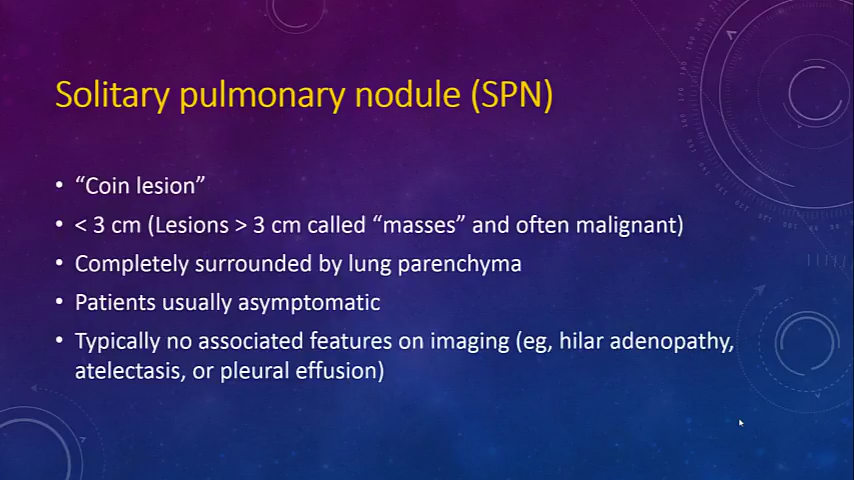 Solitary pulmonary nodule (SPN)
• “Coin lesion”
• < 3 cm (Lesions > 3 cm called “masses” and often malignant)
• Completely surrounded by lung parenchyma
• Patients usually asymptomatic
• Typically no associated features on imaging (eg, hilar adenopathy,
atelectasis, or pleural effusion)